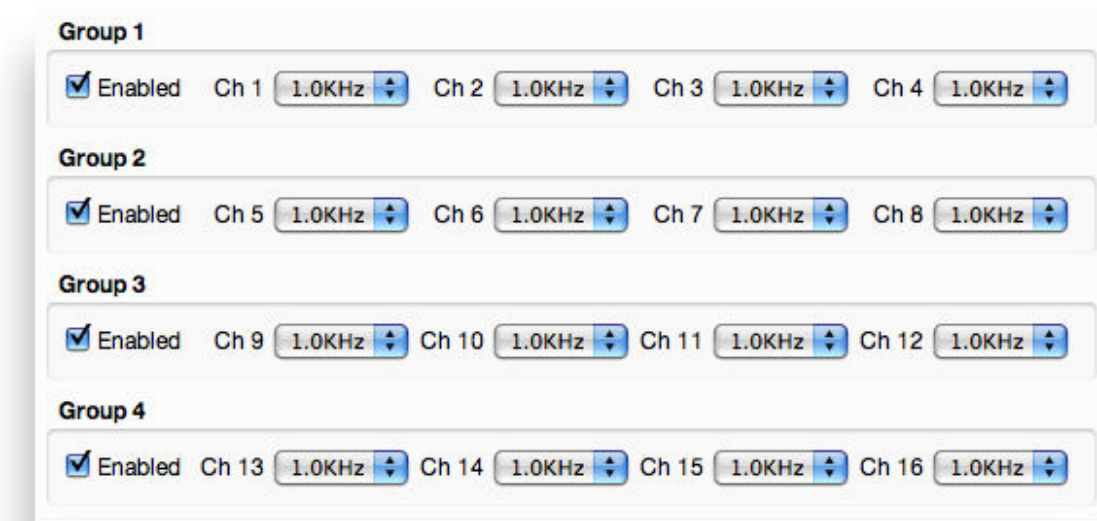 Group 1
Enabled Ch 1 1.0KHz Ch 2 1.0KHz Ch 3 1.0KHz Ch 4 1.0KHz
Group 2
Enabled Ch 5 1.0KHz Ch 6 1.0KHz Ch 7 1.0KHz Ch 8 1.0KHz
Group 3
Enabled Ch 9 1.0KHz Ch 10 1.0KHz Ch 11 1.0KHz Ch 12 1.0KHz
Group 4
Enabled Ch 13 1.0KHz Ch 14 1.0KHz Ch 15 1.0KHz Ch 16 1.0KHz